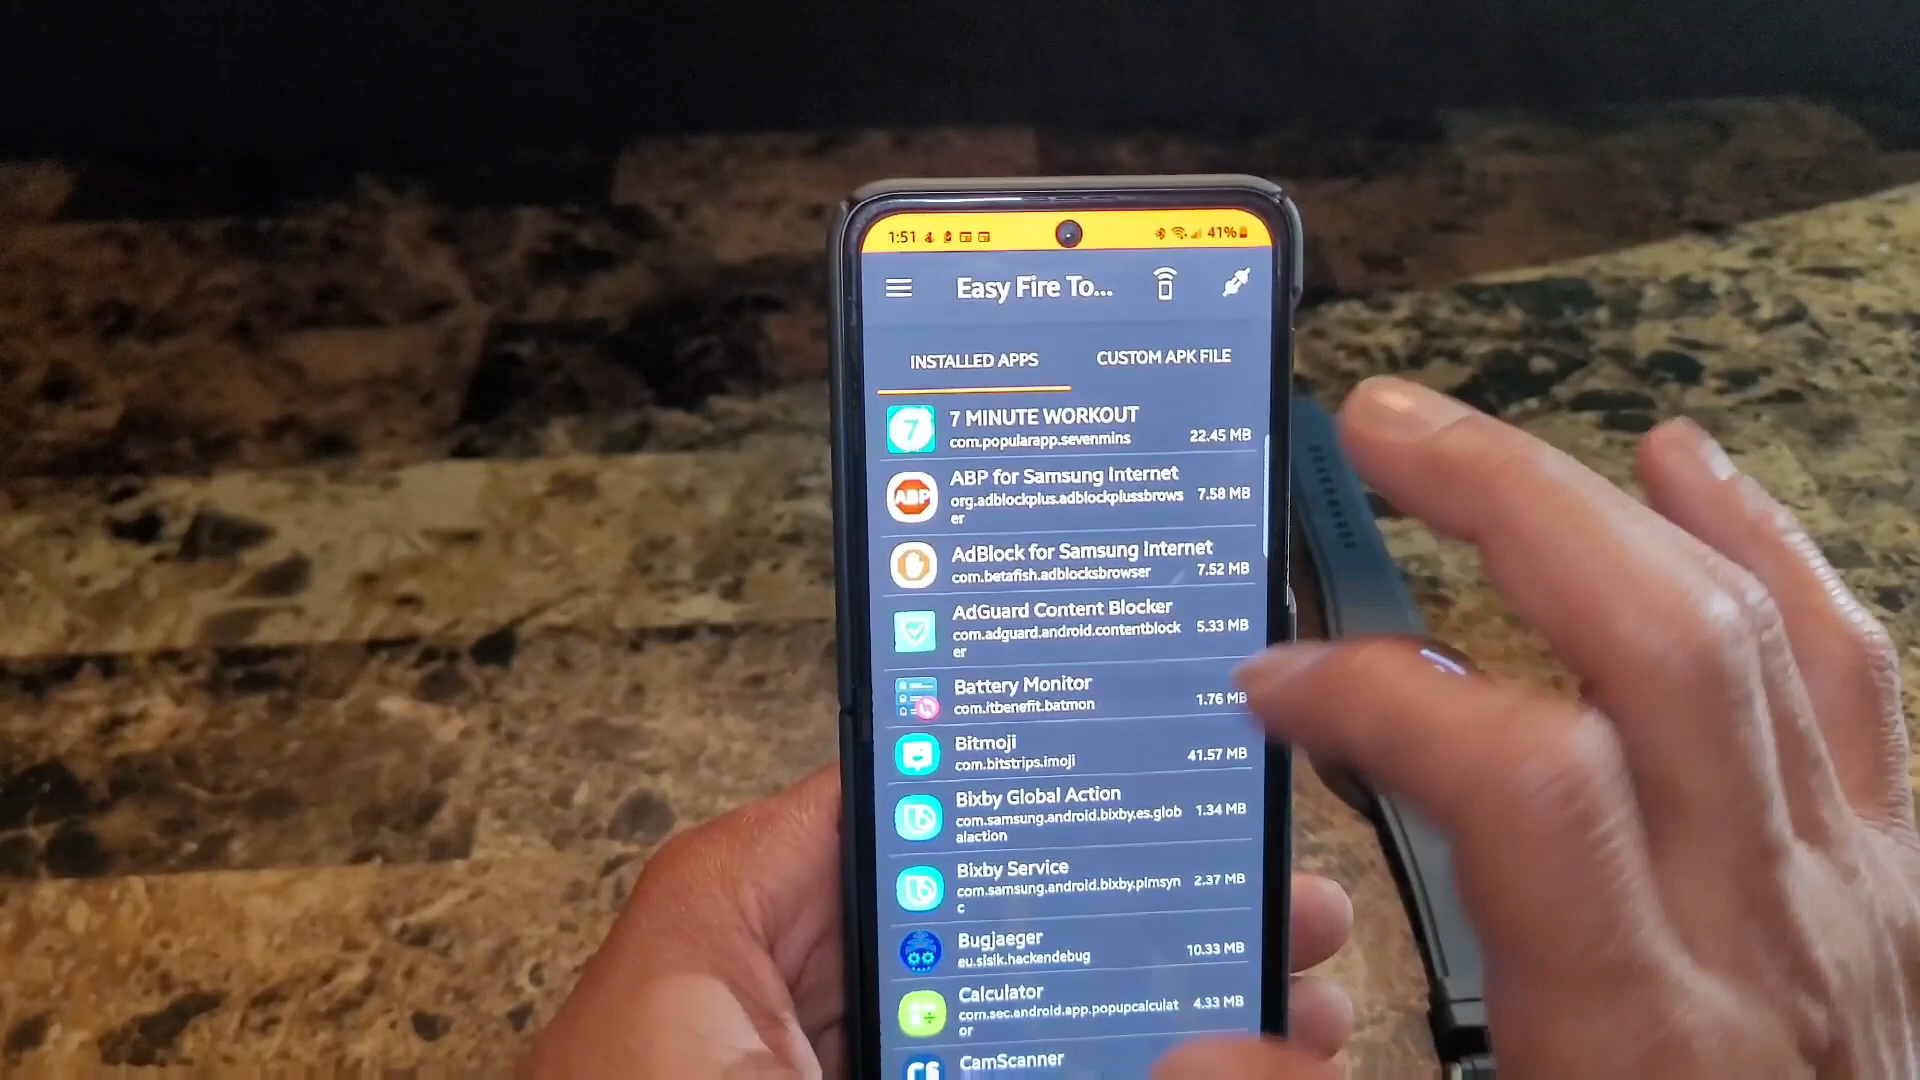 1:51
41%
Easy Fire To...
INSTALLED APPS
CUSTOM APK FILE
7
7 MINUTE WORKOUT
com.popularapp.sevenmins
22.45 MB
ABP
ABP for Samsung Internet
org.adblockplus.adblockplussbrows
er
7.58 MB
AdBlock for Samsung Internet
com.betafish.adblocksbrowser
7.52 MB
AdGuard Content Blocker
com.adguard.android.contentblock
er
5.33 MB
Battery Monitor
com.itbenefit.batmon
1.76 MB
Bitmoji
com.bitstrips.imoji
41.57 MB
Bixby Global Action
com.samsung.android.bixby.es.glob
alaction
1.34 MB
Bixby Service
com.samsung.android.bixby.pimsyn
c
2.37 MB
Bugjaeger
eu.sisik.hackendebug
10.33 MB
Calculator
com.sec.android.app.popupcalculat
or
4.33 MB
CS
CamScanner